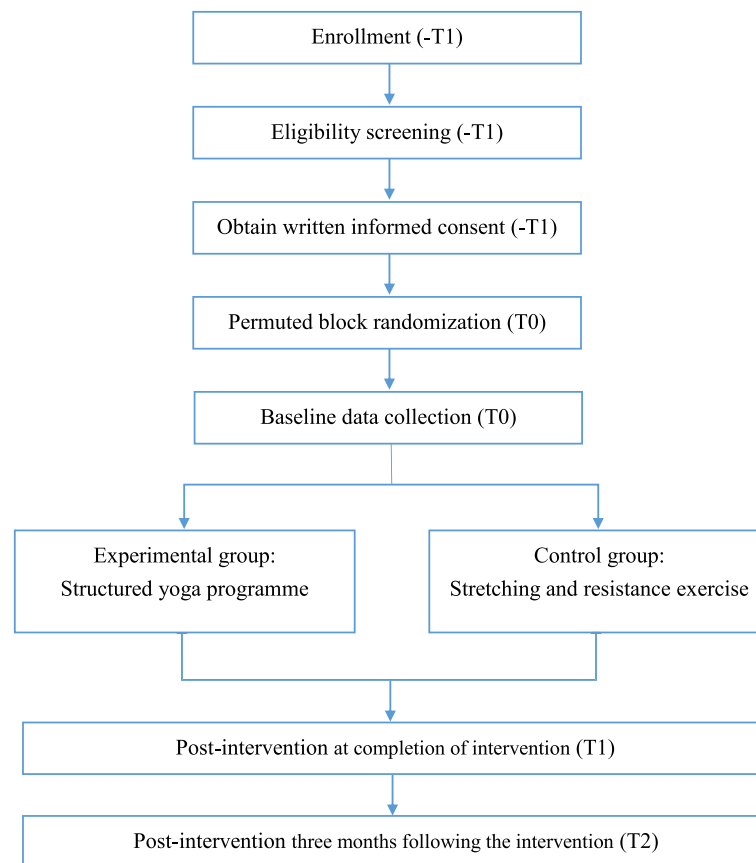 Enrollment (-T1)
Eligibility screening (-T1)
Obtain written informed consent (-T1)
Permuted block randomization (T0)
Baseline data collection (T0)
Experimental group:
Structured yoga programme
Control group:
Stretching and resistance exercise
Post-intervention at completion of intervention (T1)
Post-intervention three months following the intervention (T2)